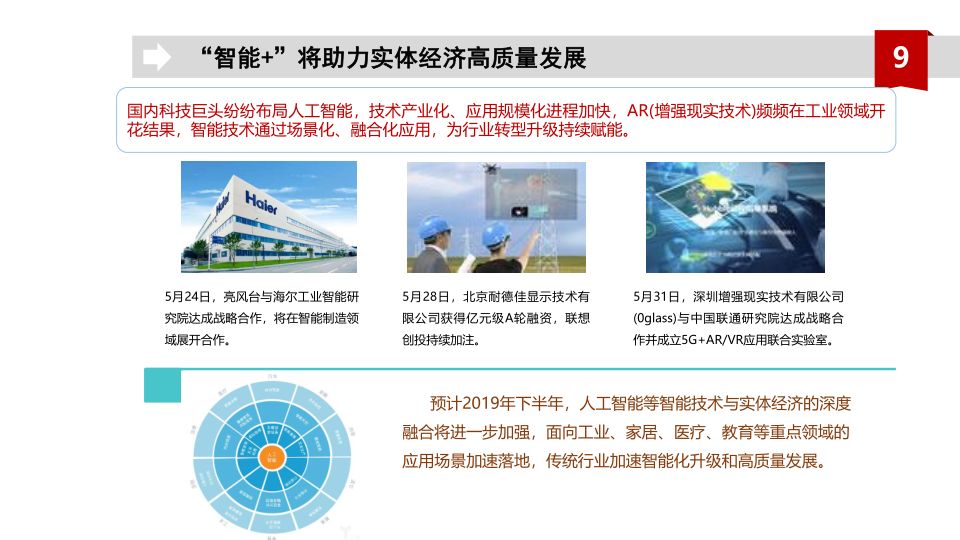 “智能+”将助力实体经济高质量发展
9
国内科技巨头纷纷布局人工智能，技术产业化、应用规模化进程加快，AR(增强现实技术)频频在工业领域开
花结果，智能技术通过场景化、融合化应用，为行业转型升级持续赋能。
Haier
Haier
5月24日，亮风台与海尔工业智能研
究院达成战略合作，将在智能制造领
域展开合作。
5月28日，北京耐德佳显示技术有
限公司获得亿元级A轮融资，联想
创投持续加注。
5月31日，深圳增强现实技术有限公司
(0glass)与中国联通研究院达成战略合
作并成立5G+AR/VR应用联合实验室。
人工
智能
预计2019年下半年，人工智能等智能技术与实体经济的深度
融合将进一步加强，面向工业、家居、医疗、教育等重点领域的
应用场景加速落地，传统行业加速智能化升级和高质量发展。